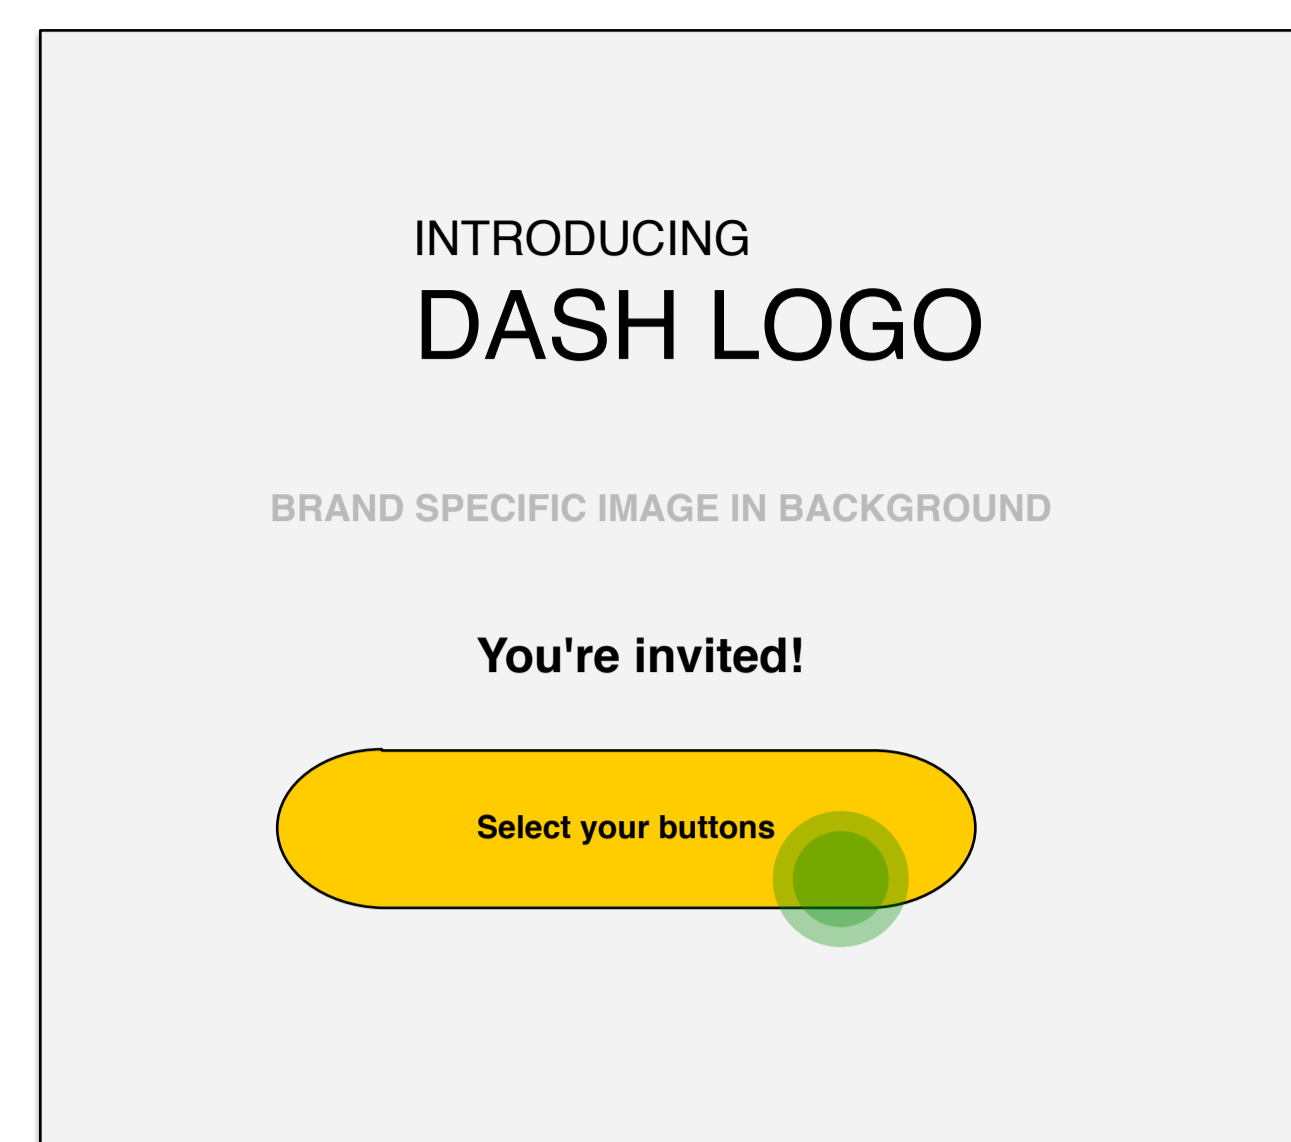 INTRODUCING
DASH LOGO
BRAND SPECIFIC IMAGE IN BACKGROUND
You're invited!
Select your buttons